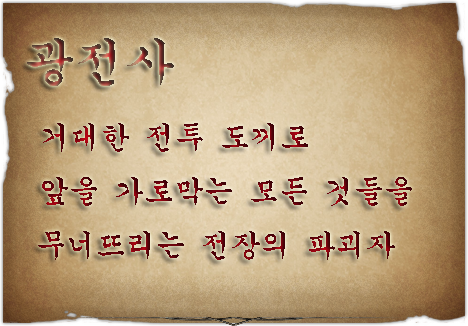 광전사
거대한 전투 도끼로
앞을 가로막는 모든 것들을
무너뜨리는 전장의 파괴자